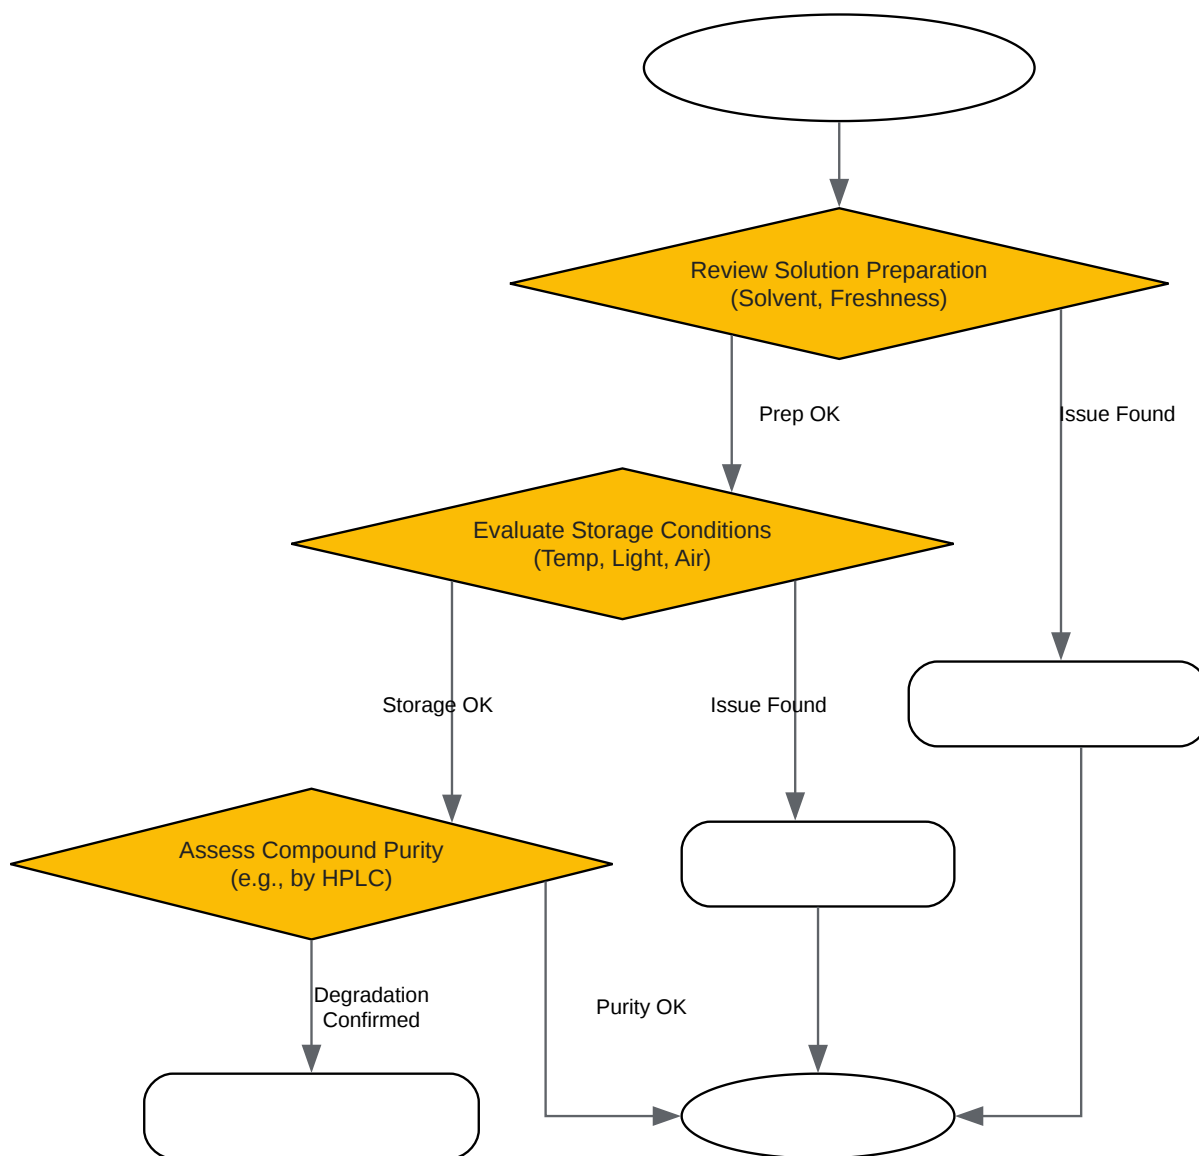 Review Solution Preparation
(Solvent, Freshness)
Prep OK
Issue Found
Evaluate Storage Conditions
(Temp, Light, Air)
Storage OK
Issue Found
Assess Compound Purity
(e.g., by HPLC)
Degradation
Confirmed
Purity OK